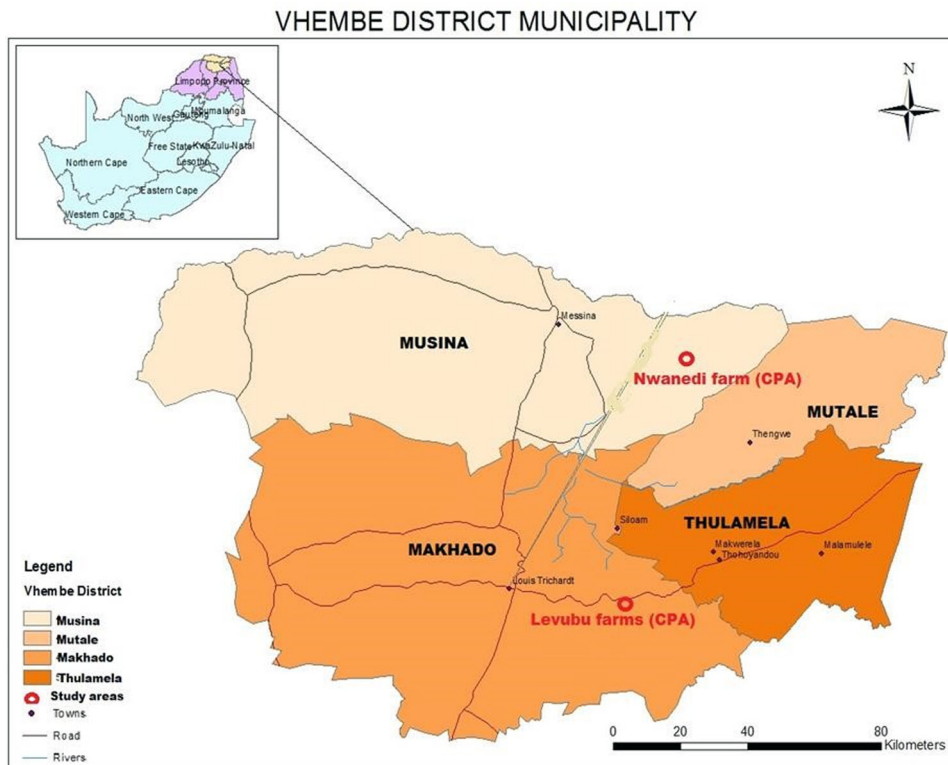 VHEMBE DISTRICT MUNICIPALITY
Limpopo Province
North West
Gauteng
Mpumalanga
Free State
KwaZulu-Natal
Lesotho
Northern Cape
Eastern Cape
Western Cape
N
Messina
MUSINA
Nwanedi farm (CPA)
MUTALE
Thengwe
Siloam
THULAMELA
Makwerela
Thohoyandou
Malamulele
MAKHADO
Louis Trichardt
Levubu farms (CPA)
Legend
Vhembe District
Musina
Mutale
Makhado
Thulamela
Study areas
Towns
Road
Rivers
0 20 40 80
Kilometers